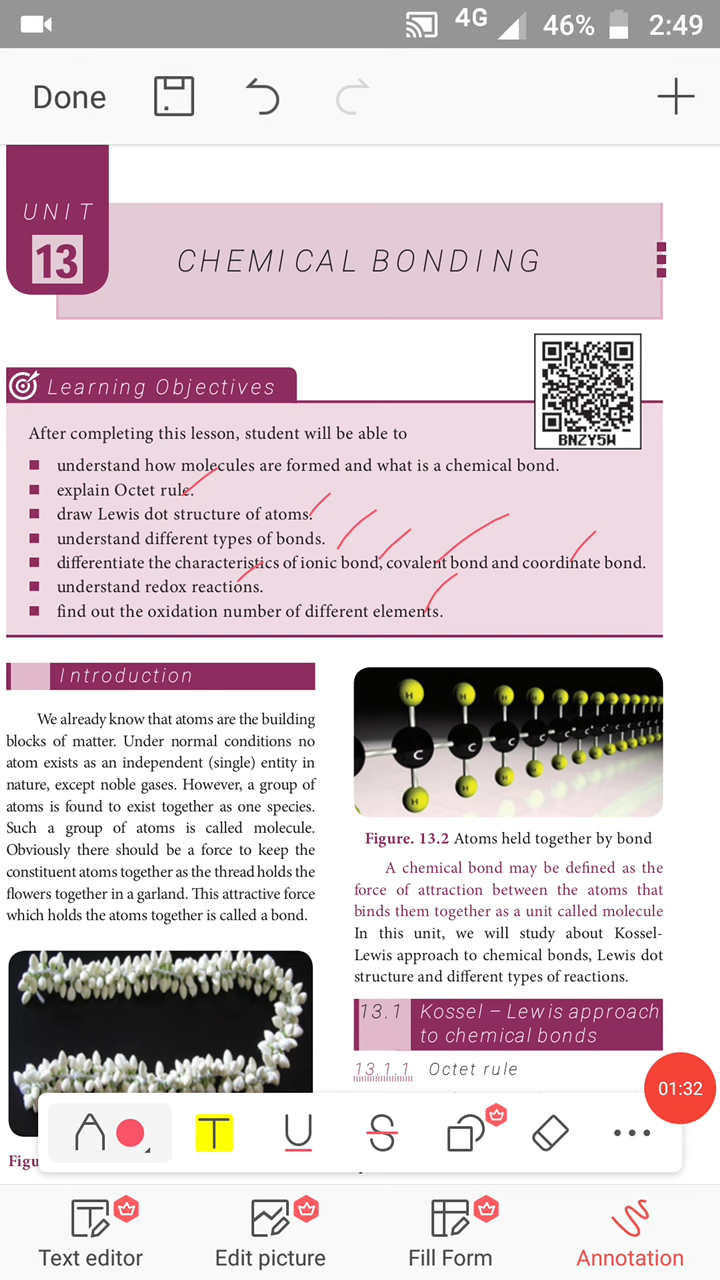 4G 46% 2:49
Done
UNIT
13
CHEMICAL BONDING
BNZY5W
Learning Objectives
After completing this lesson, student will be able to
understand how molecules are formed and what is a chemical bond.
explain Octet rule.
draw Lewis dot structure of atoms.
understand different types of bonds.
differentiate the characteristics of ionic bond, covalent bond and coordinate bond.
understand redox reactions.
find out the oxidation number of different elements.
Introduction
We already know that atoms are the building
blocks of matter. Under normal conditions no
atom exists as an independent (single) entity in
nature, except noble gases. However, a group of
atoms is found to exist together as one species.
Such a group of atoms is called molecule.
Obviously there should be a force to keep the
constituent atoms together as the thread holds the
flowers together in a garland. This attractive force
which holds the atoms together is called a bond.
H H H H
C C C C
H H H
Figure. 13.2 Atoms held together by bond
A chemical bond may be defined as the
force of attraction between the atoms that
binds them together as a unit called molecule
In this unit, we will study about Kossel-
Lewis approach to chemical bonds, Lewis dot
structure and different types of reactions.
13.1 Kossel – Lewis approach
to chemical bonds
13.1.1 Octet rule
01:32
Figu
T U S
Text editor
Edit picture
Fill Form
Annotation